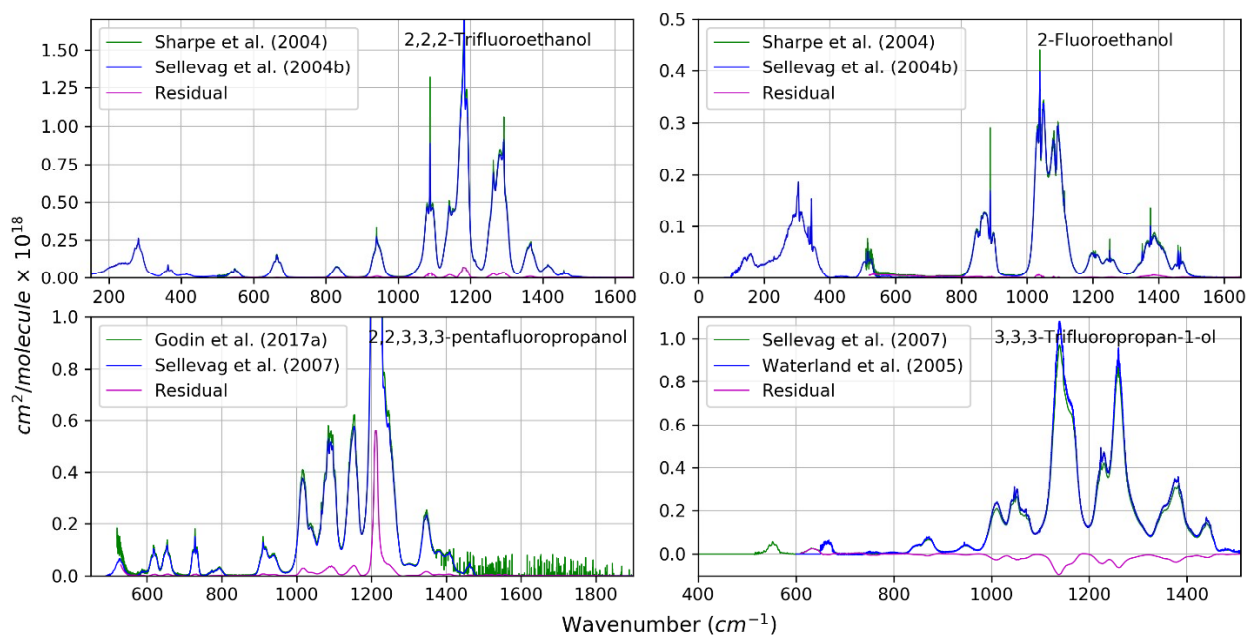 2,2,2-Trifluoroethanol
Sharpe et al. (2004)
Sellevag et al. (2004b)
Residual
1.50
1.25
1.00
0.75
0.50
0.25
0.00
200 400 600 800 1000 1200 1400 1600
2-Fluoroethanol
Sharpe et al. (2004)
Sellevag et al. (2004b)
Residual
0.5
0.4
0.3
0.2
0.1
0.0
0 200 400 600 800 1000 1200 1400 1600
2,2,3,3,3-pentafluoropropanol
Godin et al. (2017a)
Sellevag et al. (2007)
Residual
1.0
0.8
0.6
0.4
0.2
0.0
600 800 1000 1200 1400 1600 1800
3,3,3-Trifluoropropan-1-ol
Sellevag et al. (2007)
Waterland et al. (2005)
Residual
1.0
0.8
0.6
0.4
0.2
0.0
400 600 800 1000 1200 1400
cm²/molecule × 10¹⁸
Wavenumber (cm⁻¹)